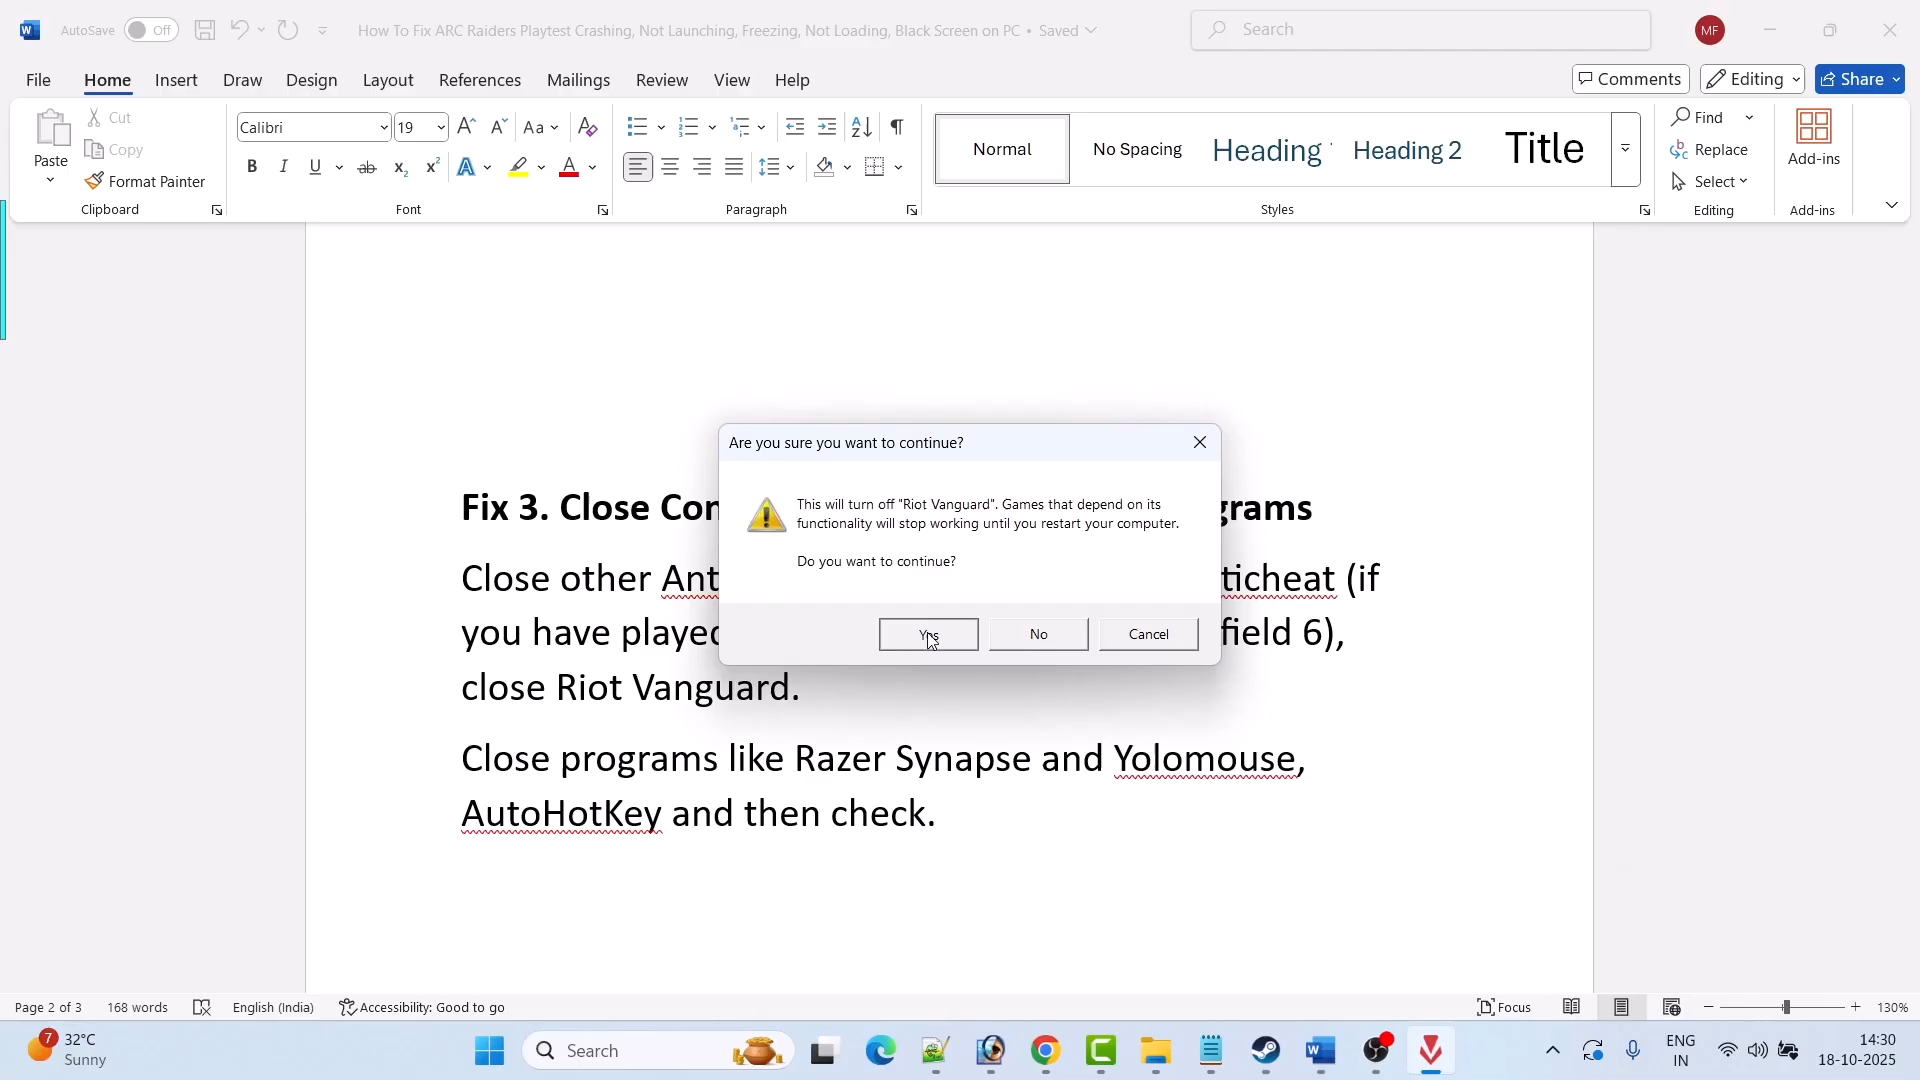 AutoSave Off How To Fix ARC Raiders Playtest Crashing, Not Launching, Freezing, Not Loading, Black Screen on PC • Saved Search MF
File Home Insert Draw Design Layout References Mailings Review View Help Comments Editing Share
Paste Cut Copy Format Painter Clipboard
Calibri 19 Font
Paragraph
Normal No Spacing Heading Heading 2 Title Styles
Find Replace Select Editing
Add-ins Add-ins
Are you sure you want to continue?
This will turn off "Riot Vanguard". Games that depend on its
functionality will stop working until you restart your computer.
Do you want to continue?
Yes No Cancel
Fix 3. Close Con grams
Close other Ant ticheat (if
you have played field 6),
close Riot Vanguard.
Close programs like Razer Synapse and Yolomouse,
AutoHotKey and then check.
Page 2 of 3 168 words English (India) Accessibility: Good to go Focus 130%
7 32°C
Sunny
Search
ENG
IN
14:30
18-10-2025